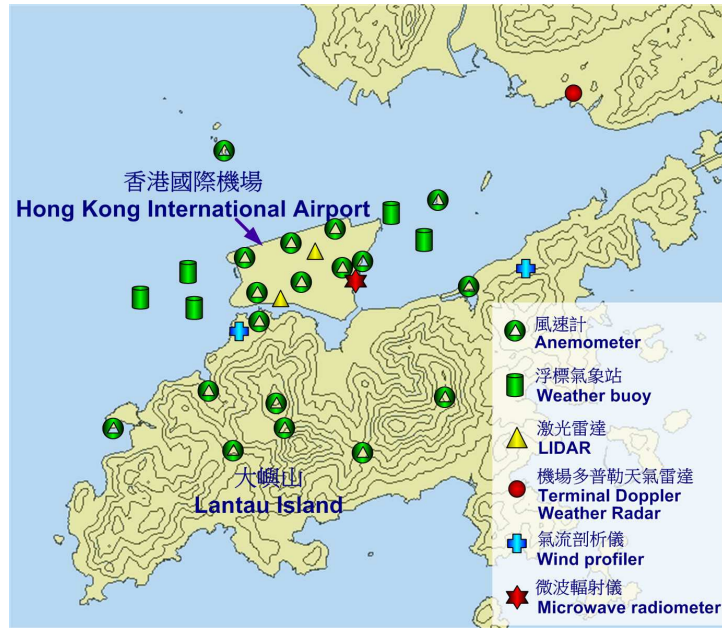 香港國際機場
Hong Kong International Airport
大嶼山
Lantau Island
風速計
Anemometer
浮標氣象站
Weather buoy
激光雷達
LIDAR
機場多普勒天氣雷達
Terminal Doppler
Weather Radar
氣流剖析儀
Wind profiler
微波輻射儀
Microwave radiometer